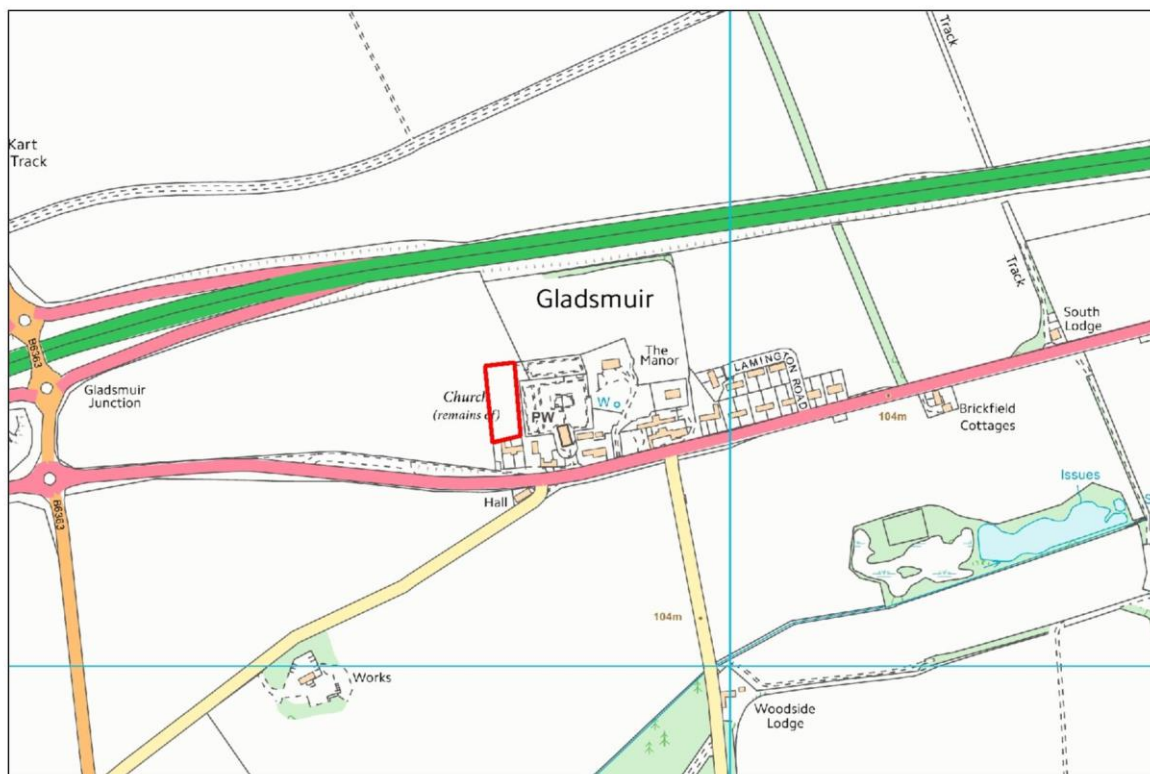 Track
Track
Kart
Track
Gladsmuir
Track
South
Lodge
The
Manor
LAMINGTON ROAD
B6363
Gladsmuir
Junction
Church
(remains of)
PW
W
104m
Brickfield
Cottages
Issues
Hall
B6363
S
104m
Works
Woodside
Lodge